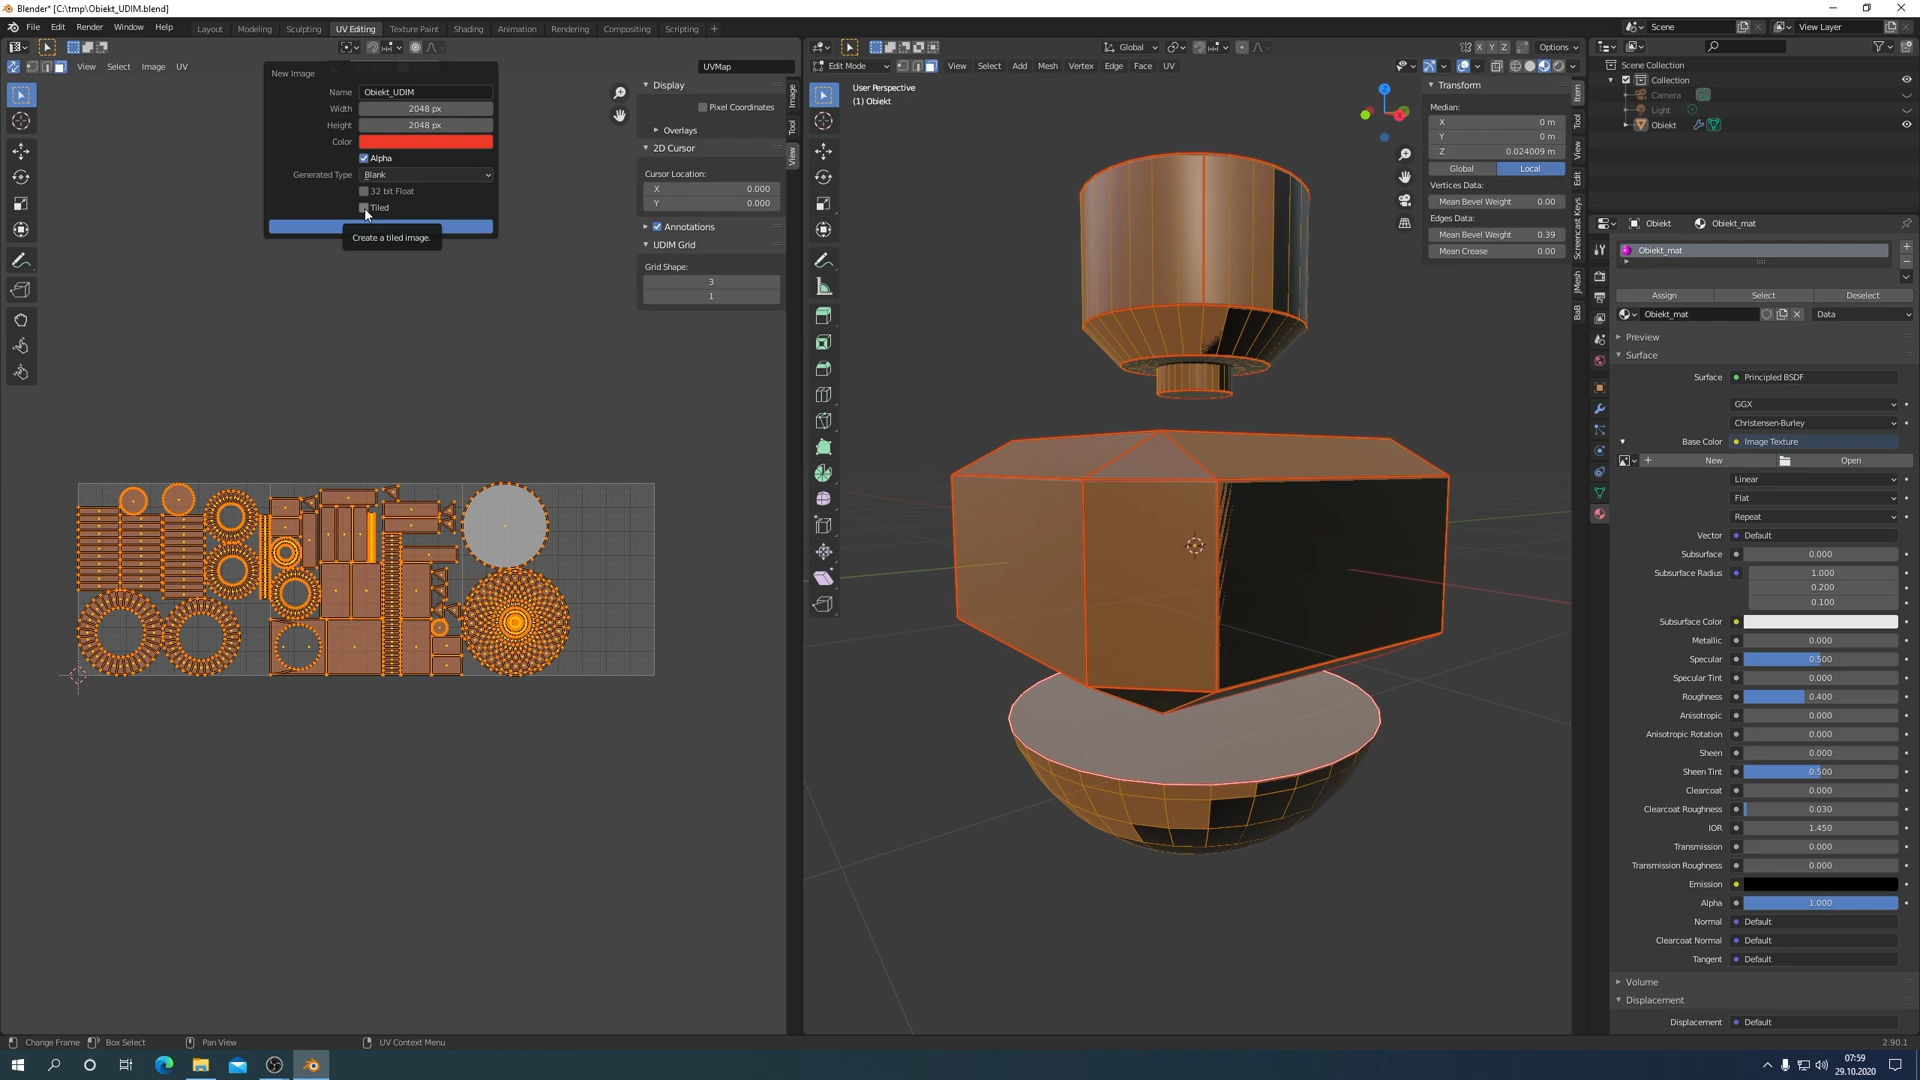 Blender* [C:\tmp\Obiekt_UDIM.blend]
File Edit Render Window Help
Layout Modeling Sculpting UV Editing Texture Paint Shading Animation Rendering Compositing Scripting +
Scene
View Layer
View Select Image UV
UVMap
New Image
Name Obiekt_UDIM
Width 2048 px
Height 2048 px
Color
Alpha
Generated Type Blank
32 bit Float
Tiled
Create a tiled image.
Display
Pixel Coordinates
Overlays
2D Cursor
Cursor Location:
X 0.000
Y 0.000
Annotations
UDIM Grid
Grid Shape:
3
1
Image
Tool
View
Global
X Y Z
Options
Edit Mode
View Select Add Mesh Vertex Edge Face UV
User Perspective
(1) Obiekt
Z
Transform
Median:
X 0 m
Y 0 m
Z 0.024009 m
Global Local
Vertices Data:
Mean Bevel Weight 0.00
Edges Data:
Mean Bevel Weight 0.39
Mean Crease 0.00
Item
Tool
View
Edit
Screencast Keys
JMesh
BaB
Scene Collection
Collection
Camera
Light
Obiekt
Obiekt Obiekt_mat
Obiekt_mat
Assign Select Deselect
Obiekt_mat Data
Preview
Surface
Surface Principled BSDF
GGX
Christensen-Burley
Base Color Image Texture
New Open
Linear
Flat
Repeat
Vector Default
Subsurface 0.000
Subsurface Radius 1.000
0.200
0.100
Subsurface Color
Metallic 0.000
Specular 0.500
Specular Tint 0.000
Roughness 0.400
Anisotropic 0.000
Anisotropic Rotation 0.000
Sheen 0.000
Sheen Tint 0.500
Clearcoat 0.000
Clearcoat Roughness 0.030
IOR 1.450
Transmission 0.000
Transmission Roughness 0.000
Emission
Alpha 1.000
Normal Default
Clearcoat Normal Default
Tangent Default
Volume
Displacement
Displacement Default
Change Frame Box Select Pan View UV Context Menu
2.90.1
07:59
29.10.2020